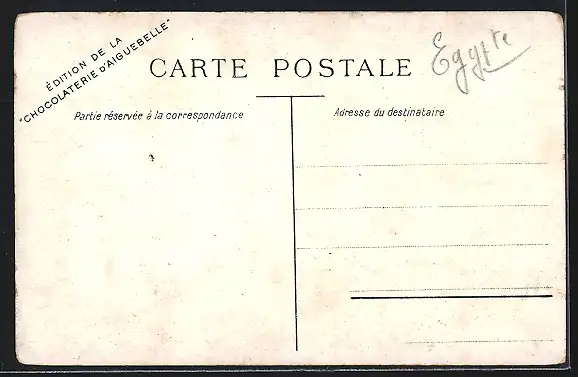 ÉDITION DE LA
"CHOCOLATERIE D'AIGUEBELLE"
CARTE POSTALE
Egypte
Partie réservée à la correspondance
Adresse du destinataire